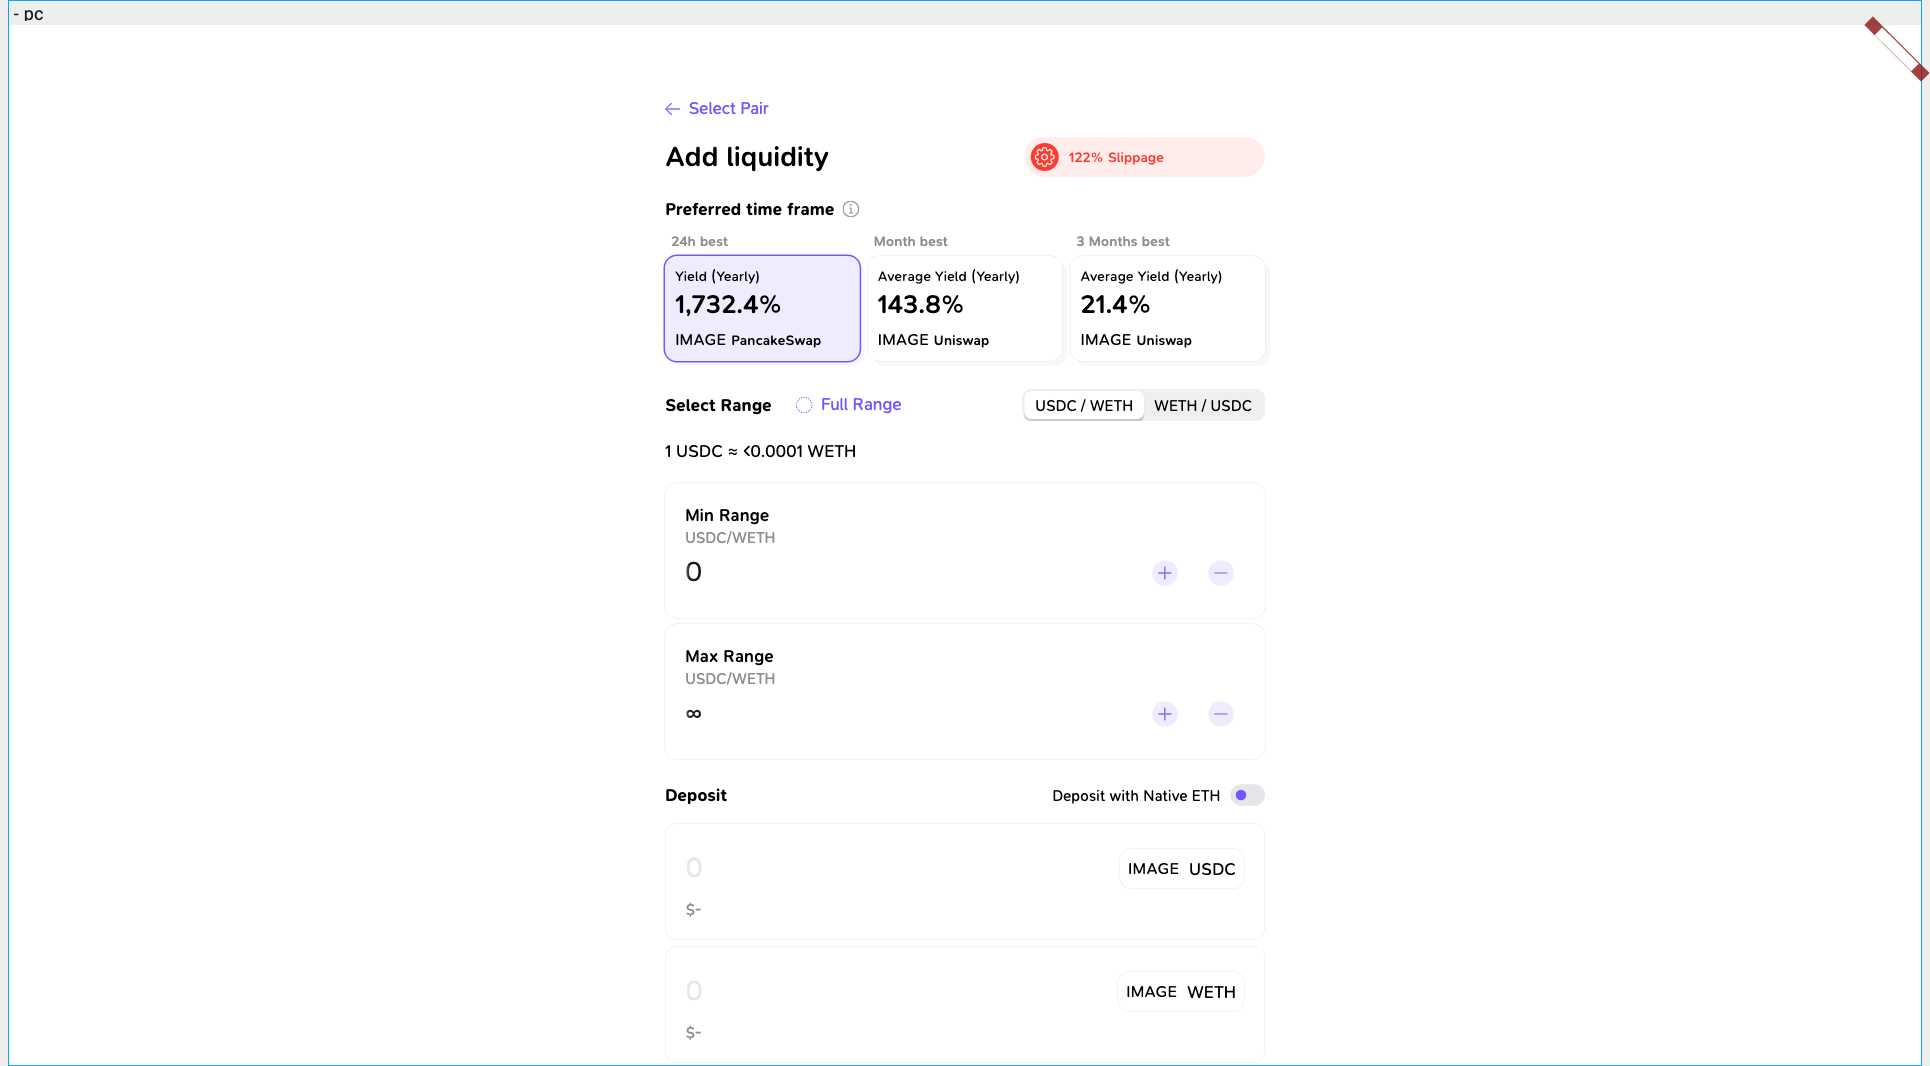 - pc
Select Pair
Add liquidity
122% Slippage
Preferred time frame
24h best
Month best
3 Months best
Yield (Yearly)
1,732.4%
IMAGE PancakeSwap
Average Yield (Yearly)
143.8%
IMAGE Uniswap
Average Yield (Yearly)
21.4%
IMAGE Uniswap
Select Range
Full Range
USDC / WETH
WETH / USDC
1 USDC ≈ <0.0001 WETH
Min Range
USDC/WETH
0
Max Range
USDC/WETH
∞
Deposit
Deposit with Native ETH
0
IMAGE USDC
$-
0
IMAGE WETH
$-